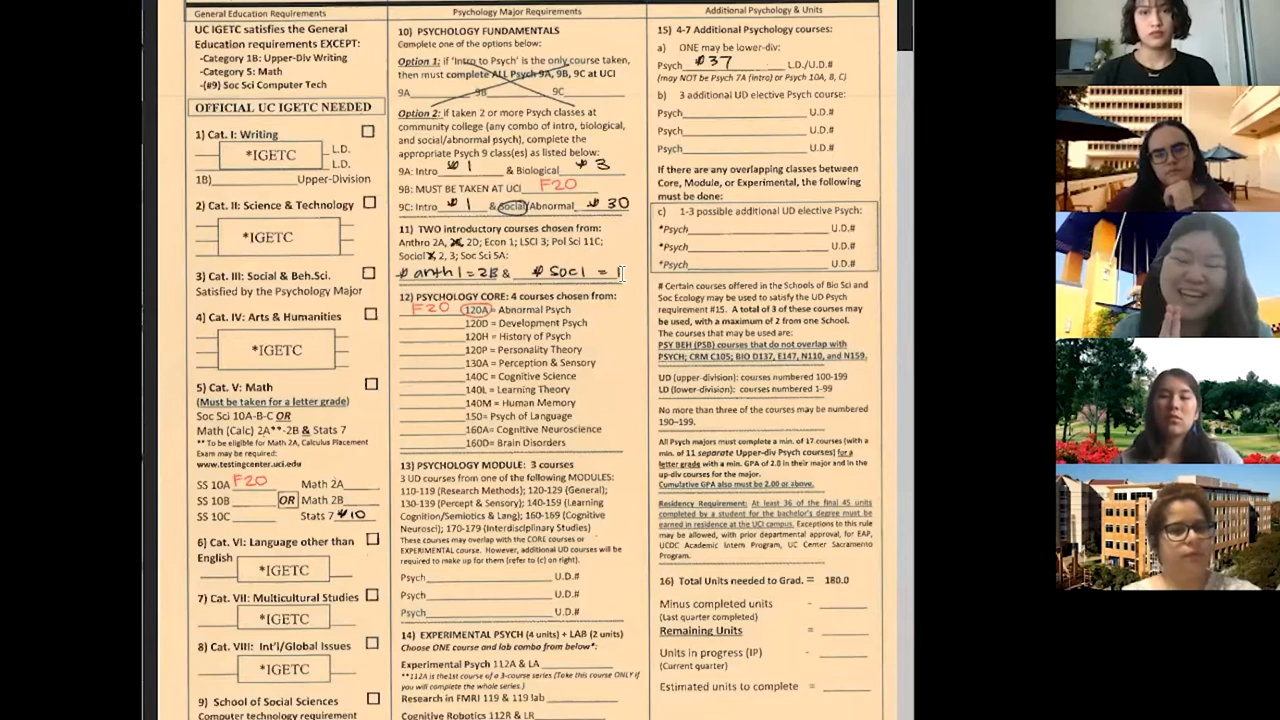 General Education Requirements
UC IGETC satisfies the General
Education requirements EXCEPT:
-Category 1B: Upper-Div Writing
-Category 5: Math
-(#9) Soc Sci Computer Tech
OFFICIAL UC IGETC NEEDED
1) Cat. I: Writing
*IGETC
L.D.
L.D.
1B)____________Upper-Division
2) Cat. II: Science & Technology
*IGETC
3) Cat. III: Social & Beh.Sci.
Satisfied by the Psychology Major
4) Cat. IV: Arts & Humanities
*IGETC
5) Cat. V: Math
(Must be taken for a letter grade)
Soc Sci 10A-B-C OR
Math (Calc) 2A**-2B & Stats 7
** To be eligible for Math 2A, Calculus Placement
Exam may be required:
www.testingcenter.uci.edu
SS 10A F20 Math 2A
SS 10B OR Math 2B
SS 10C Stats 7 #10
6) Cat. VI: Language other than
English
*IGETC
7) Cat. VII: Multicultural Studies
*IGETC
8) Cat. VIII: Int'l/Global Issues
*IGETC
9) School of Social Sciences
Computer technology requirement
Psychology Major Requirements
10) PSYCHOLOGY FUNDAMENTALS
Complete one of the options below:
Option 1: if 'Intro to Psych' is the only course taken,
then must complete ALL Psych 9A, 9B, 9C at UCI
9A 9B 9C
Option 2: if taken 2 or more Psych classes at
community college (any combo of intro, biological,
and social/abnormal psych), complete the
appropriate Psych 9 class(es) as listed below:
9A: Intro #1 & Biological #3
9B: MUST BE TAKEN AT UCI F20
9C: Intro #1 & Social/Abnormal #30
11) TWO introductory courses chosen from:
Anthro 2A, 2D; Econ 1; LSCI 3; Pol Sci 11C;
Sociol 1, 2, 3; Soc Sci 5A:
# anth 1 = 2B & # Soc 1 = 1
12) PSYCHOLOGY CORE: 4 courses chosen from:
F20 120A= Abnormal Psych
120D = Development Psych
120H = History of Psych
120P = Personality Theory
130A = Perception & Sensory
140C = Cognitive Science
140L = Learning Theory
140M = Human Memory
150= Psych of Language
160A= Cognitive Neuroscience
160D= Brain Disorders
13) PSYCHOLOGY MODULE: 3 courses
3 UD courses from one of the following MODULES:
110-119 (Research Methods); 120-129 (General);
130-139 (Percept & Sensory); 140-159 (Learning
Cognition/Semiotics & Lang); 160-169 (Cognitive
Neurosci); 170-179 (Interdisciplinary Studies)
These courses may overlap with the CORE courses or
EXPERIMENTAL course. However, additional UD courses will be
required to make up for them (refer to (c) on right).
Psych U.D.#
Psych U.D.#
Psych U.D.#
14) EXPERIMENTAL PSYCH (4 units) + LAB (2 units)
Choose ONE course and lab combo from below*:
Experimental Psych 112A & LA
**112A is the1st course of a 3-course series (Take this course ONLY if
you will complete the whole series.)
Research in FMRI 119 & 119 lab
Cognitive Robotics 112R & LR
Additional Psychology & Units
15) 4-7 Additional Psychology courses:
a) ONE may be lower-div:
Psych #37 L.D./U.D.#
(may NOT be Psych 7A (intro) or Psych 10A, B, C)
b) 3 additional UD elective Psych course:
Psych U.D.#
Psych U.D.#
Psych U.D.#
If there are any overlapping classes between
Core, Module, or Experimental, the following
must be done:
c) 1-3 possible additional UD elective Psych:
*Psych U.D.#
*Psych U.D.#
*Psych U.D.#
# Certain courses offered in the Schools of Bio Sci and
Soc Ecology may be used to satisfy the UD Psych
requirement #15. A total of 3 of these courses may
be used, with a maximum of 2 from one School.
The courses that may be used are:
PSY BEH (PSB) courses that do not overlap with
PSYCH; CRM C105; BIO D137, E147, N110, and N159.
UD (upper-division): courses numbered 100-199
LD (lower-division): courses numbered 1-99
No more than three of the courses may be numbered
190-199.
All Psych majors must complete a min. of 17 courses (with a
min. of 11 separate Upper-div Psych courses) for a
letter grade with a min. GPA of 2.0 in their major and in the
up-div courses for the major.
Cumulative GPA also must be 2.00 or above.
Residency Requirement: At least 36 of the final 45 units
completed by a student for the bachelor's degree must be
earned in residence at the UCI campus. Exceptions to this rule
may be allowed, with prior departmental approval, for EAP,
UCDC Academic Intern Program, UC Center Sacramento
Program.
16) Total Units needed to Grad. = 180.0
Minus completed units -
(Last quarter completed)
Remaining Units =
Units in progress (IP) -
(Current quarter)
Estimated units to complete =